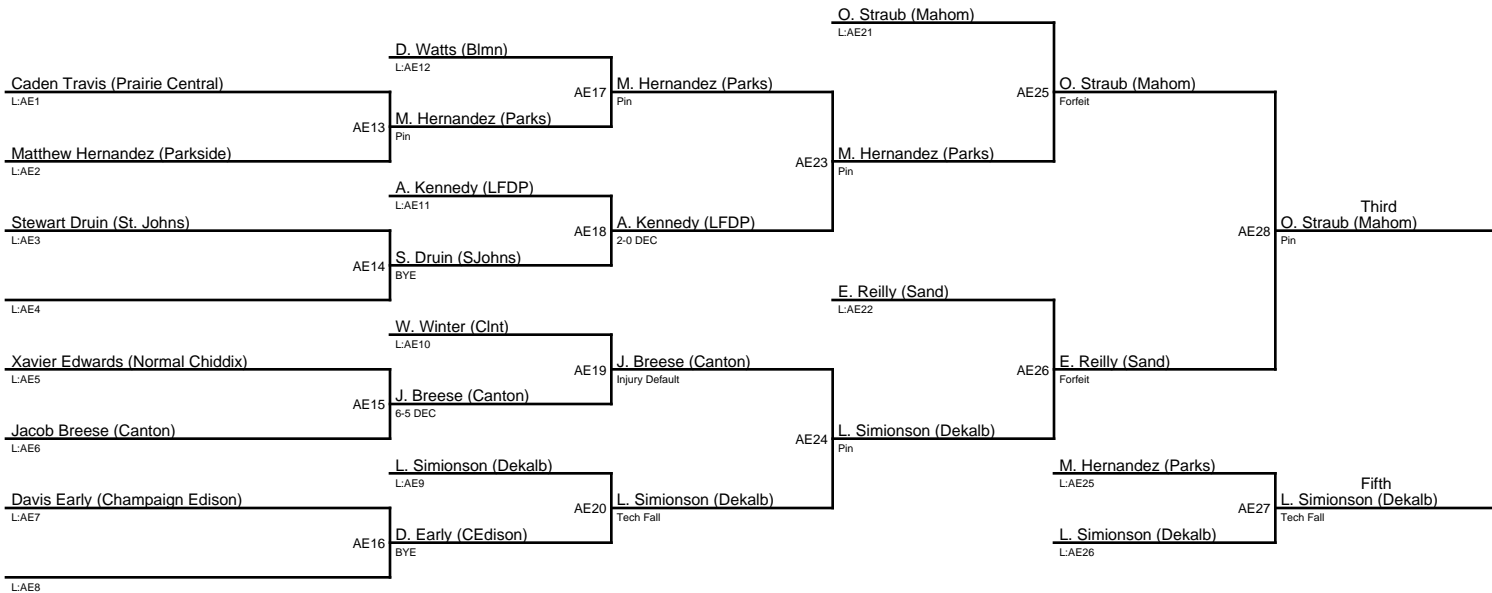 O. Straub (Mahom)
L:AE21
D. Watts (Blmn)
L:AE12
Caden Travis (Prairie Central)
L:AE1
AE17
M. Hernandez (Parks)
Pin
AE25
O. Straub (Mahom)
Forfeit
AE13
M. Hernandez (Parks)
Pin
Matthew Hernandez (Parkside)
L:AE2
AE23
M. Hernandez (Parks)
Pin
A. Kennedy (LFDP)
L:AE11
Stewart Druin (St. Johns)
L:AE3
AE18
A. Kennedy (LFDP)
2-0 DEC
AE28
Third
O. Straub (Mahom)
Pin
AE14
S. Druin (SJohns)
BYE
L:AE4
E. Reilly (Sand)
L:AE22
W. Winter (Clnt)
L:AE10
Xavier Edwards (Normal Chiddix)
L:AE5
AE19
J. Breese (Canton)
Injury Default
AE26
E. Reilly (Sand)
Forfeit
AE15
J. Breese (Canton)
6-5 DEC
Jacob Breese (Canton)
L:AE6
AE24
L. Simionson (Dekalb)
Pin
L. Simionson (Dekalb)
L:AE9
M. Hernandez (Parks)
L:AE25
Davis Early (Champaign Edison)
L:AE7
AE20
L. Simionson (Dekalb)
Tech Fall
AE27
Fifth
L. Simionson (Dekalb)
Tech Fall
AE16
D. Early (CEdison)
BYE
L. Simionson (Dekalb)
L:AE26
L:AE8